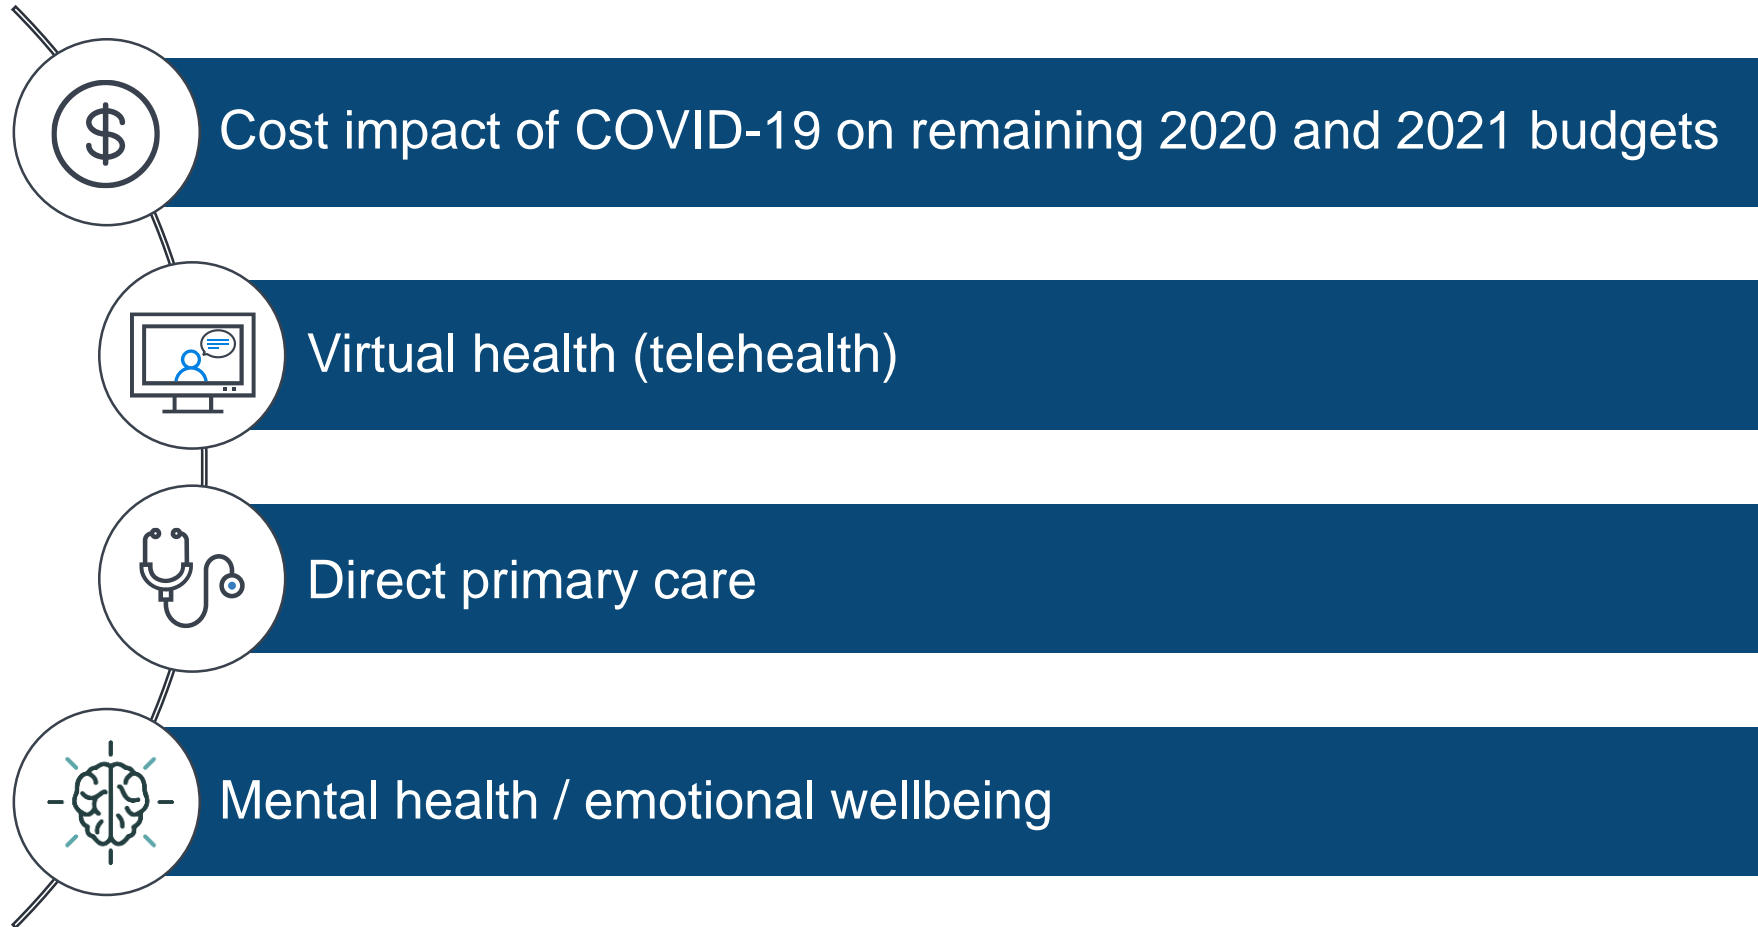 Cost impact of COVID-19 on remaining 2020 and 2021 budgets
Virtual health (telehealth)
Direct primary care
Mental health / emotional wellbeing